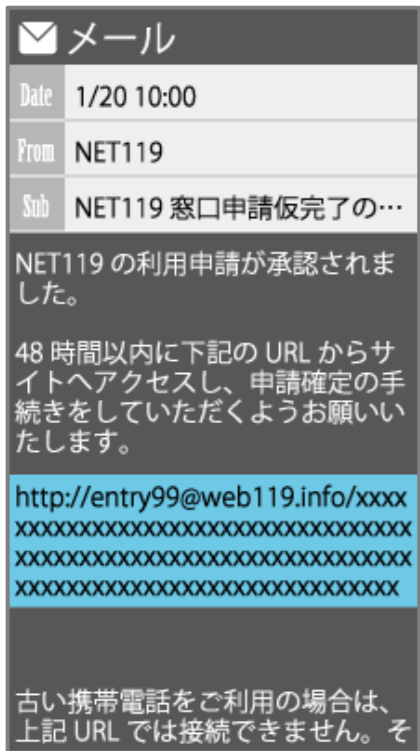 メール
Date 1/20 10:00
From NET119
Sub NET119 窓口申請仮完了の…
NET119 の利用申請が承認されま
した。
48 時間以内に下記の URL からサ
イトへアクセスし、申請確定の手
続きをしていただくようお願いい
たします。
http://entry99@web119.info/xxxx
xxxxxxxxxxxxxxxxxxxxxxxxxxxxxxx
xxxxxxxxxxxxxxxxxxxxxxxxxxxxxxx
xxxxxxxxxxxxxxxxxxxxxxxxxxxxxx
古い携帯電話をご利用の場合は、
上記 URL では接続できません。そ